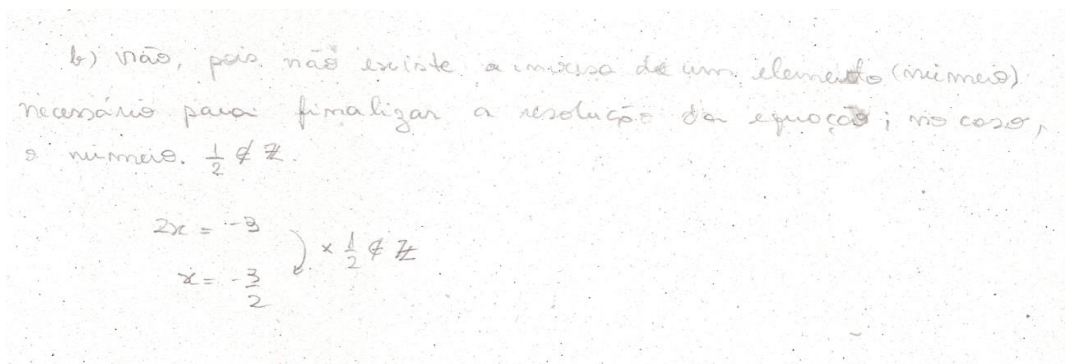 b) não, pois não existe a inversa de um elemento (número)
necessário para finalizar a resolução da equação; no caso,
o número. 1/2 ∉ ℤ.
2x = -3
x = -3/2 ) × 1/2 ∉ ℤ